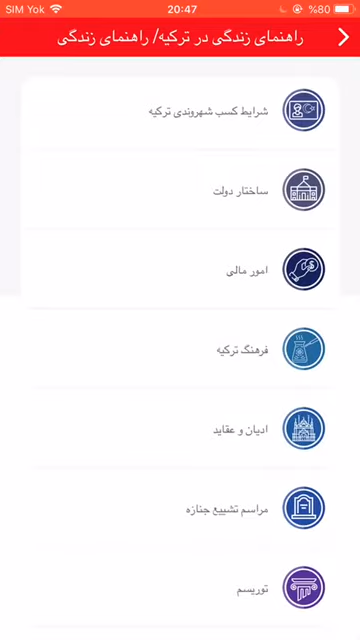 SIM Yok 20:47 %80
راهنمای زندگی در ترکیه/ راهنمای زندگی
شرایط کسب شهروندی ترکیه
ساختار دولت
امور مالی
فرهنگ ترکیه
ادیان و عقاید
مراسم تشییع جنازه
توریسم